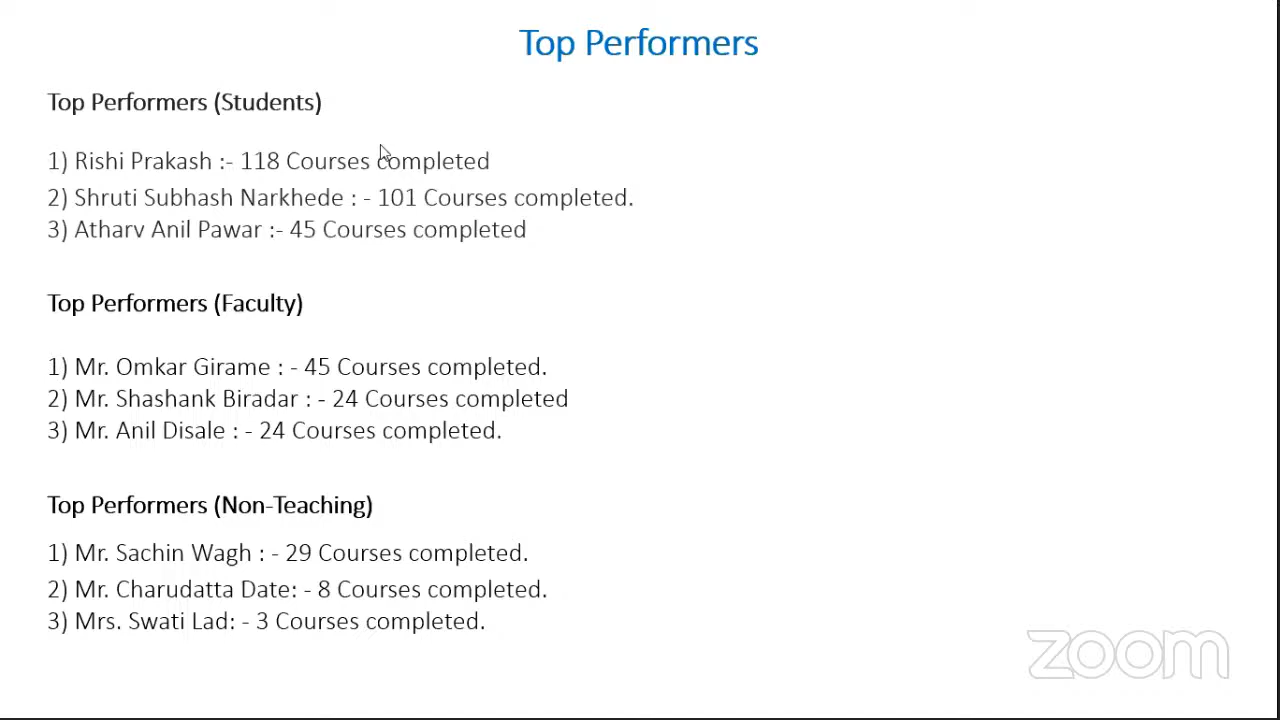 Top Performers
Top Performers (Students)
1) Rishi Prakash :- 118 Courses completed
2) Shruti Subhash Narkhede : - 101 Courses completed.
3) Atharv Anil Pawar :- 45 Courses completed
Top Performers (Faculty)
1) Mr. Omkar Girame : - 45 Courses completed.
2) Mr. Shashank Biradar : - 24 Courses completed
3) Mr. Anil Disale : - 24 Courses completed.
Top Performers (Non-Teaching)
1) Mr. Sachin Wagh : - 29 Courses completed.
2) Mr. Charudatta Date: - 8 Courses completed.
3) Mrs. Swati Lad: - 3 Courses completed.
zoom